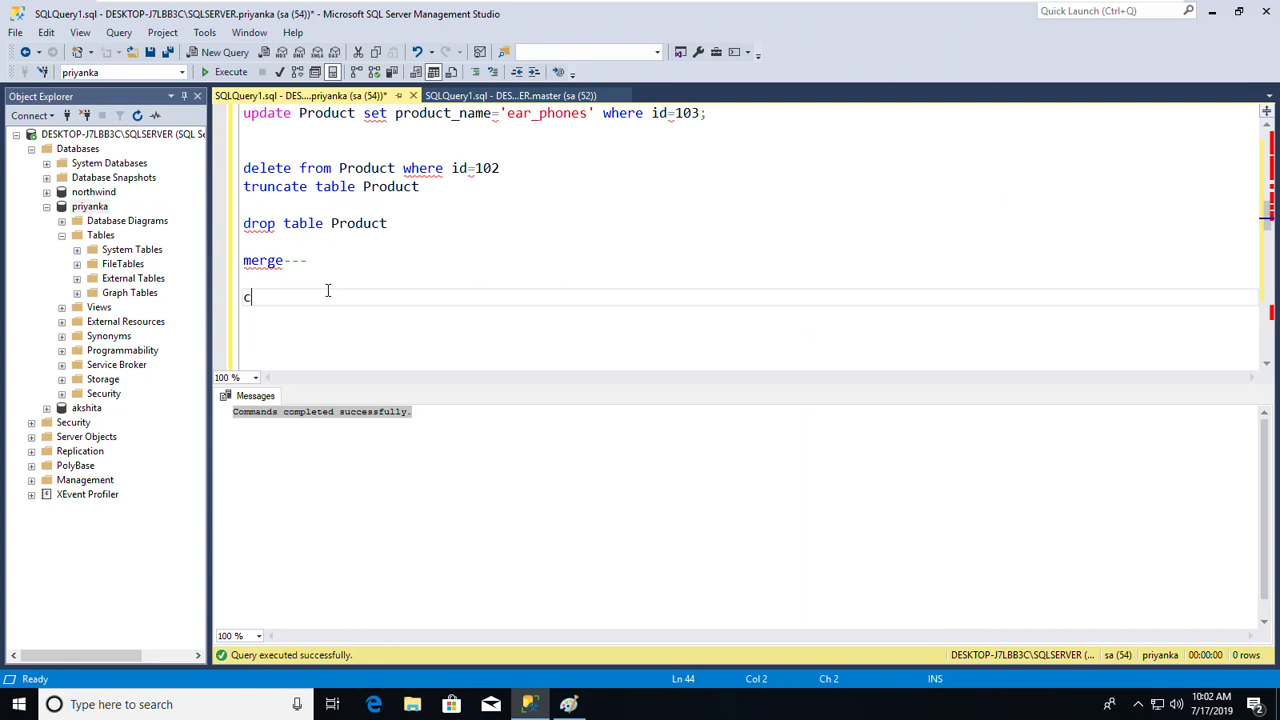 SQLQuery1.sql - DESKTOP-J7LBB3C\SQLSERVER.priyanka (sa (54))* - Microsoft SQL Server Management Studio
Quick Launch (Ctrl+Q)
File Edit View Query Project Tools Window Help
New Query
MDX DMX XMLA DAX
priyanka
Execute
Object Explorer
SQLQuery1.sql - DES....priyanka (sa (54))*
SQLQuery1.sql - DES...ER.master (sa (52))
Connect
DESKTOP-J7LBB3C\SQLSERVER (SQL Se
Databases
System Databases
Database Snapshots
northwind
priyanka
Database Diagrams
Tables
System Tables
FileTables
External Tables
Graph Tables
Views
External Resources
Synonyms
Programmability
Service Broker
Storage
Security
akshita
Security
Server Objects
Replication
PolyBase
Management
XEvent Profiler
update Product set product_name='ear_phones' where id=103;
delete from Product where id=102
truncate table Product
drop table Product
merge---
c
100 %
Messages
Commands completed successfully.
100 %
Query executed successfully.
DESKTOP-J7LBB3C\SQLSERVER (... sa (54) priyanka 00:00:00 0 rows
Ready
Ln 44
Col 2
Ch 2
INS
Type here to search
10:02 AM
7/17/2019
2